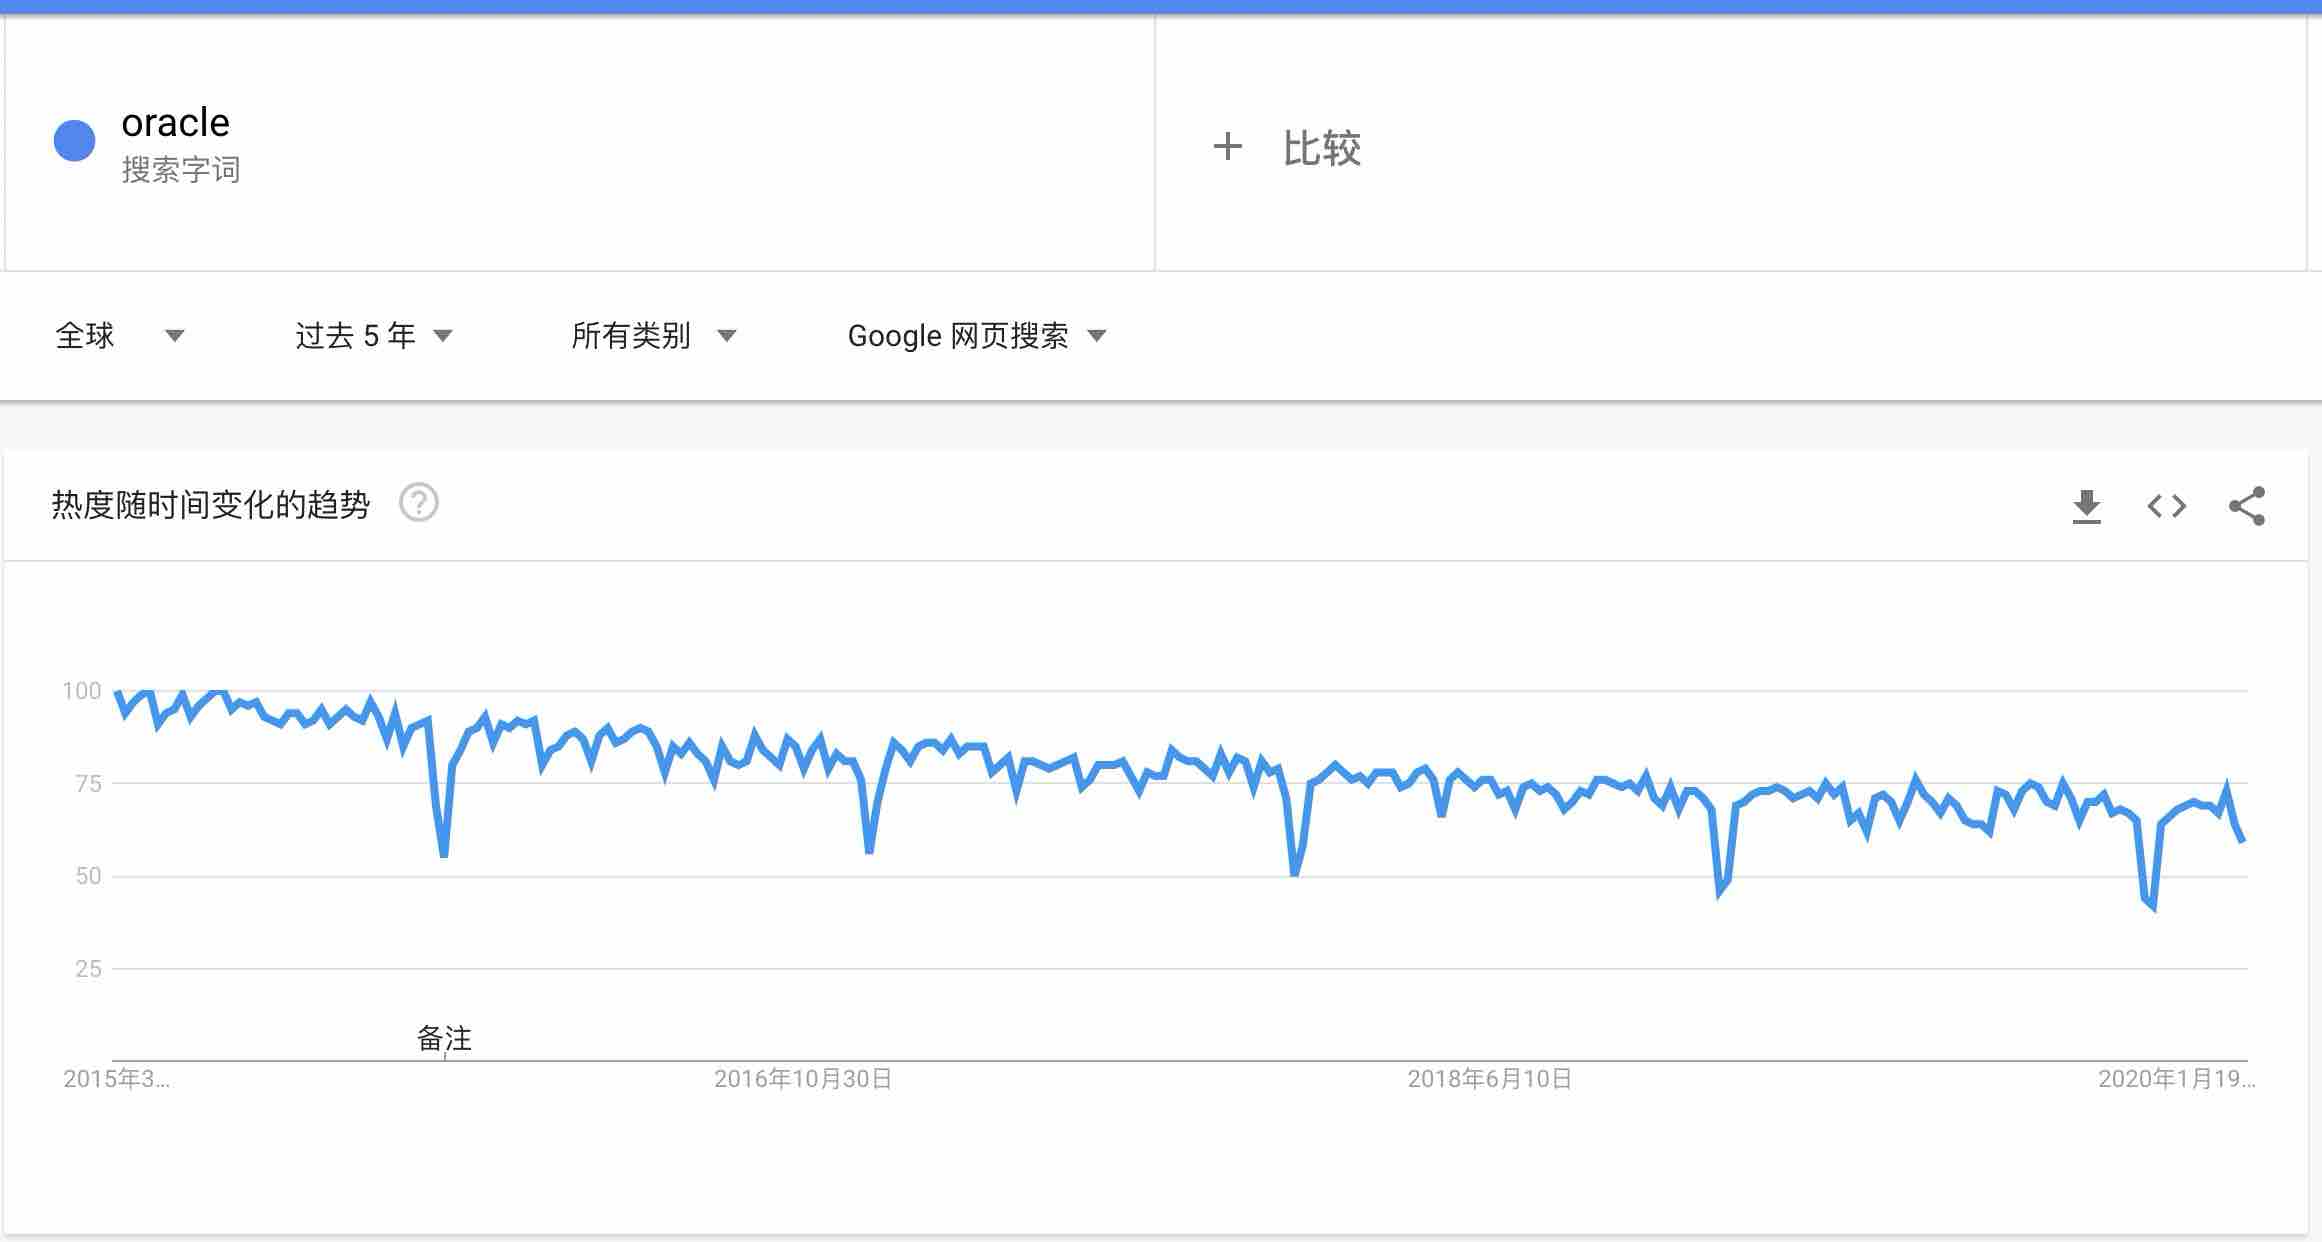 oracle
搜索字词
+ 比较
全球
过去 5 年
所有类别
Google 网页搜索
热度随时间变化的趋势
?
100
75
50
25
备注
2015年3...
2016年10月30日
2018年6月10日
2020年1月19...